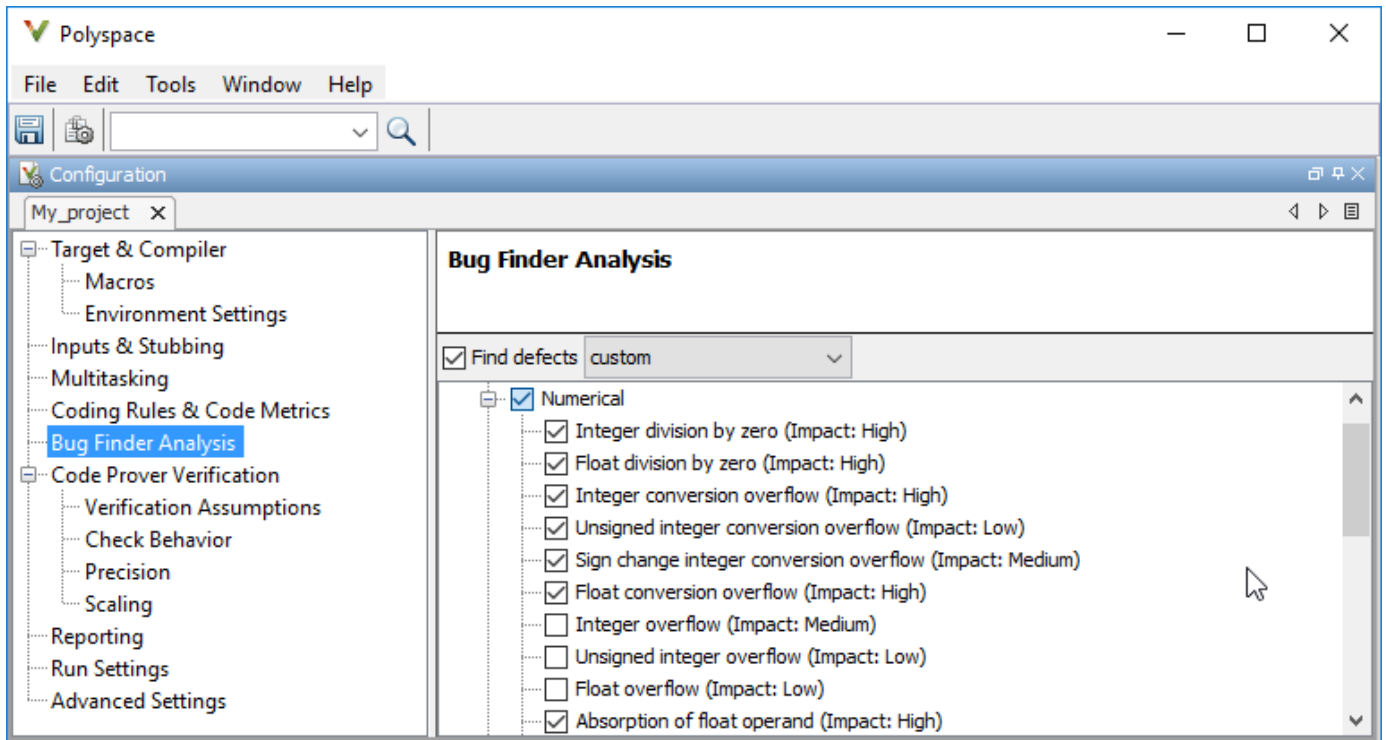 Polyspace
File Edit Tools Window Help
Configuration
My_project
Target & Compiler
Macros
Environment Settings
Inputs & Stubbing
Multitasking
Coding Rules & Code Metrics
Bug Finder Analysis
Code Prover Verification
Verification Assumptions
Check Behavior
Precision
Scaling
Reporting
Run Settings
Advanced Settings
Bug Finder Analysis
Find defects custom
Numerical
Integer division by zero (Impact: High)
Float division by zero (Impact: High)
Integer conversion overflow (Impact: High)
Unsigned integer conversion overflow (Impact: Low)
Sign change integer conversion overflow (Impact: Medium)
Float conversion overflow (Impact: High)
Integer overflow (Impact: Medium)
Unsigned integer overflow (Impact: Low)
Float overflow (Impact: Low)
Absorption of float operand (Impact: High)